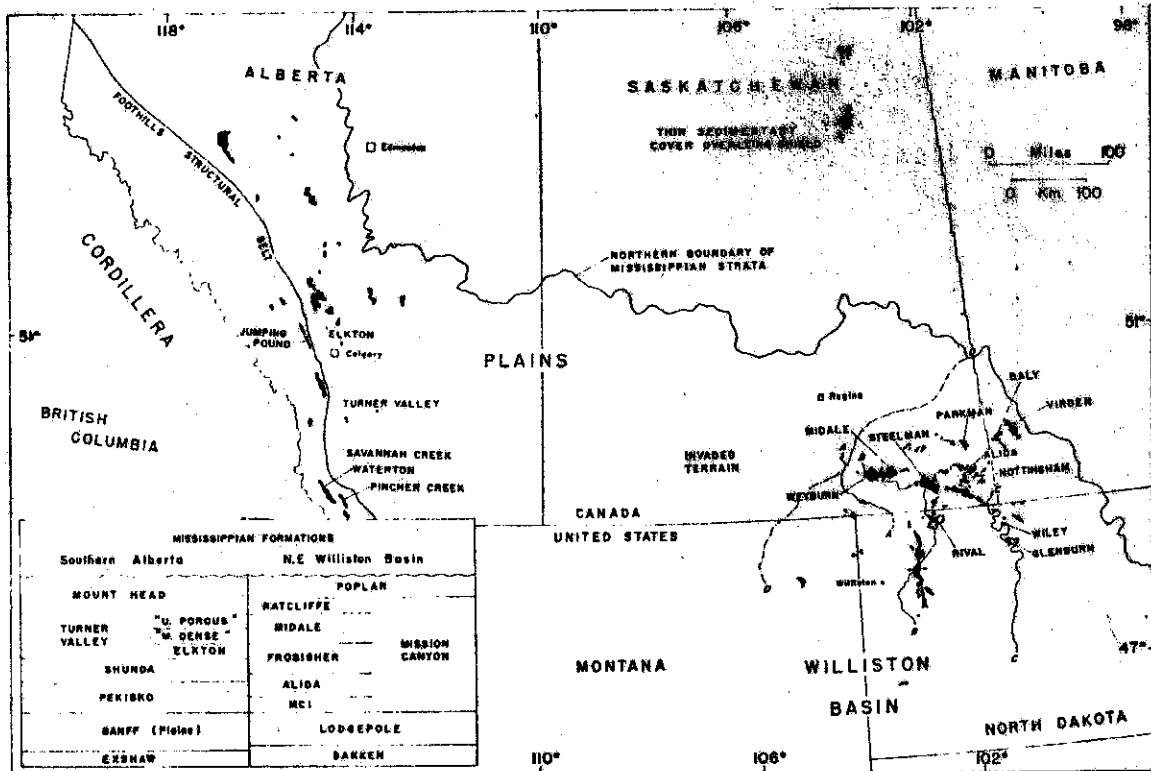 118°
114°
110°
106°
102°
98°
ALBERTA
SASKATCHEWAN
MANITOBA
FOOTHILLS
STRUCTURAL
BELT
Edmonton
THIN SEDIMENTARY
COVER OVERLYING SHIELD
0 Miles 100
0 Km 100
CORDILLERA
NORTHERN BOUNDARY OF
MISSISSIPPIAN STRATA
51°
JUMPING
POUND
ELKTON
Calgary
PLAINS
51°
BRITISH
COLUMBIA
TURNER VALLEY
Regina
DALY
PARKMAN
VIRDEN
MIDALE
STEELMAN
SAVANNAH CREEK
WATERTON
PINCHER CREEK
INVADED
TERRAIN
ALIDA
NOTTINGHAM
WEYBURN
CANADA
UNITED STATES
WILEY
GLENBURN
RIVAL
Williston
MISSISSIPPIAN FORMATIONS
Southern Alberta N.E Williston Basin
MOUNT HEAD
POPLAR
RATCLIFFE
TURNER
VALLEY
"U. POROUS"
"M. DENSE"
ELKTON
MIDALE
MISSION
CANYON
SHUNDA
FROBISHER
PEKISKO
ALIDA
MC1
BANFF (Plains)
LODGEPOLE
EXSHAW
BAKKEN
MONTANA
WILLISTON
BASIN
47°
NORTH DAKOTA
110°
106°
102°